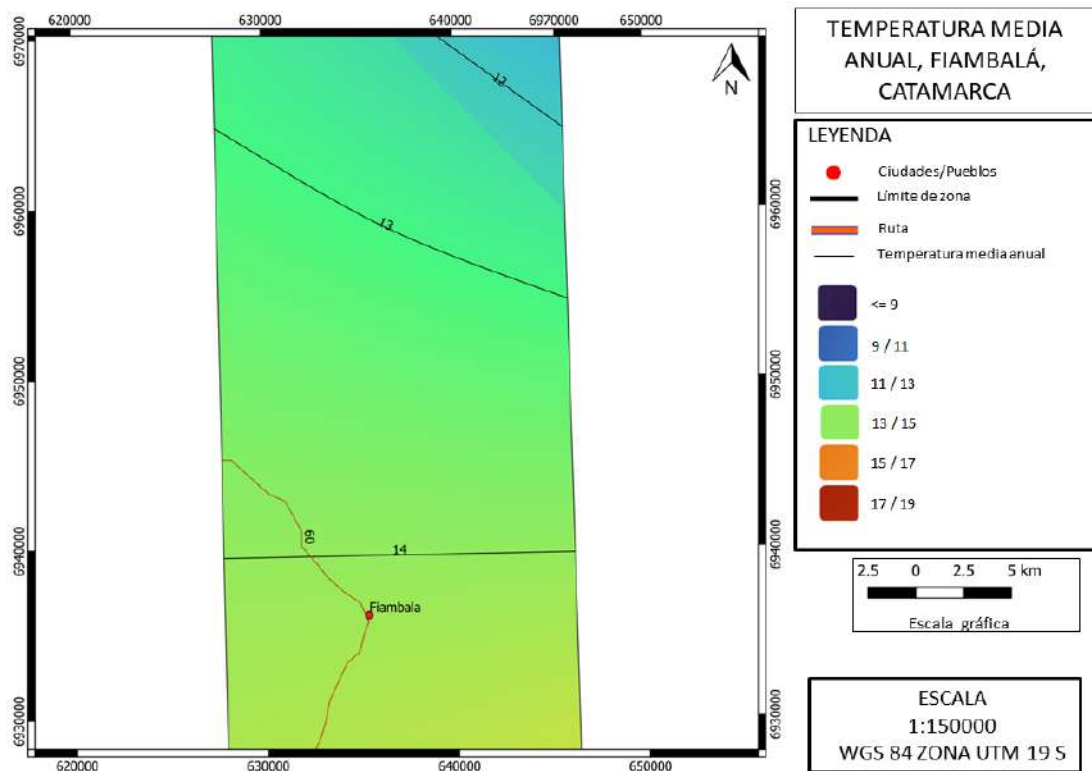 620000 630000 640000 6970000 650000
6970000
6960000
6950000
6940000
6930000
N
13
60
14
Fiambala
6960000
6950000
6940000
6930000
620000 630000 640000 650000
TEMPERATURA MEDIA
ANUAL, FIAMBALÁ,
CATAMARCA
LEYENDA
Ciudades/Pueblos
Límite de zona
Ruta
Temperatura media anual
<= 9
9 / 11
11 / 13
13 / 15
15 / 17
17 / 19
2.5 0 2.5 5 km
Escala gráfica
ESCALA
1:150000
WGS 84 ZONA UTM 19 S